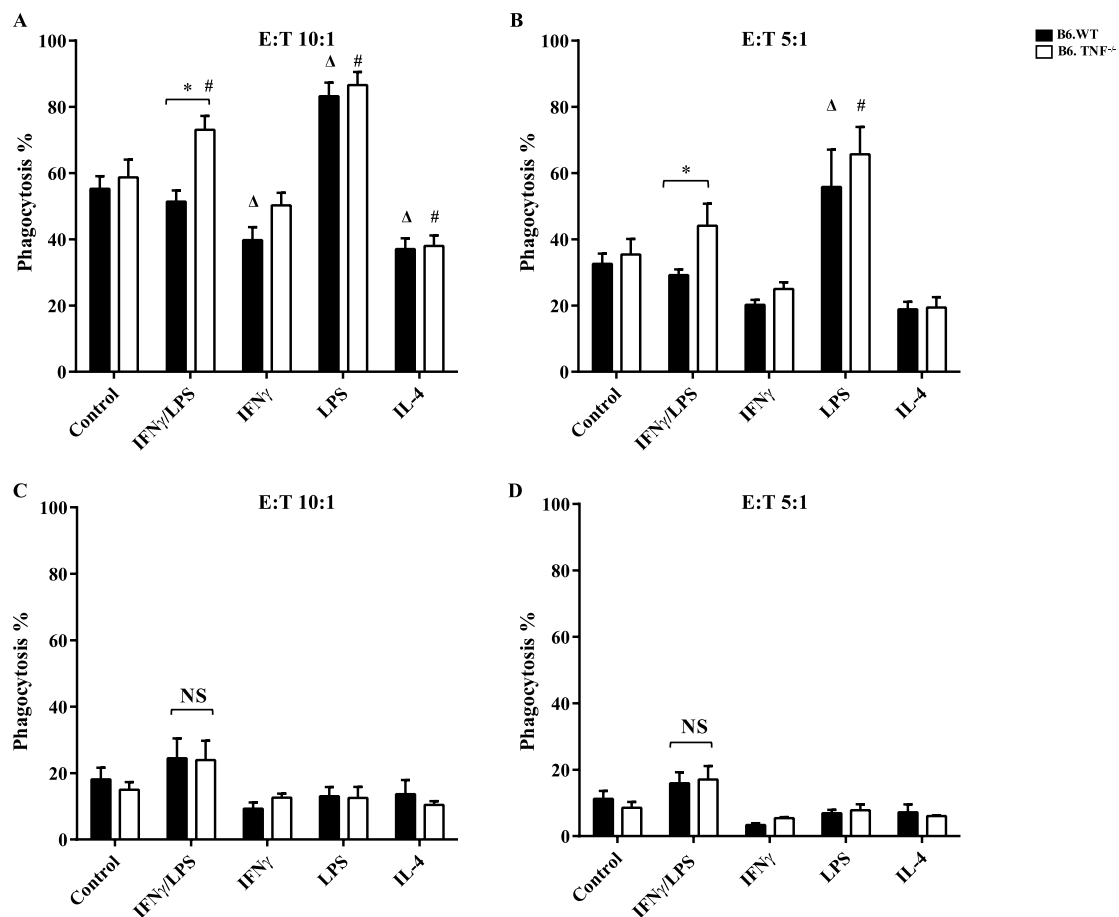 A
E:T 10:1
Phagocytosis %
100
80
60
40
20
0
* #
Δ
Δ #
Δ #
Control
IFNγ/LPS
IFNγ
LPS
IL-4
B
E:T 5:1
Phagocytosis %
100
80
60
40
20
0
*
Δ #
Control
IFNγ/LPS
IFNγ
LPS
IL-4
B6.WT
B6. TNF-/-
C
E:T 10:1
Phagocytosis %
100
80
60
40
20
0
NS
Control
IFNγ/LPS
IFNγ
LPS
IL-4
D
E:T 5:1
Phagocytosis %
100
80
60
40
20
0
NS
Control
IFNγ/LPS
IFNγ
LPS
IL-4